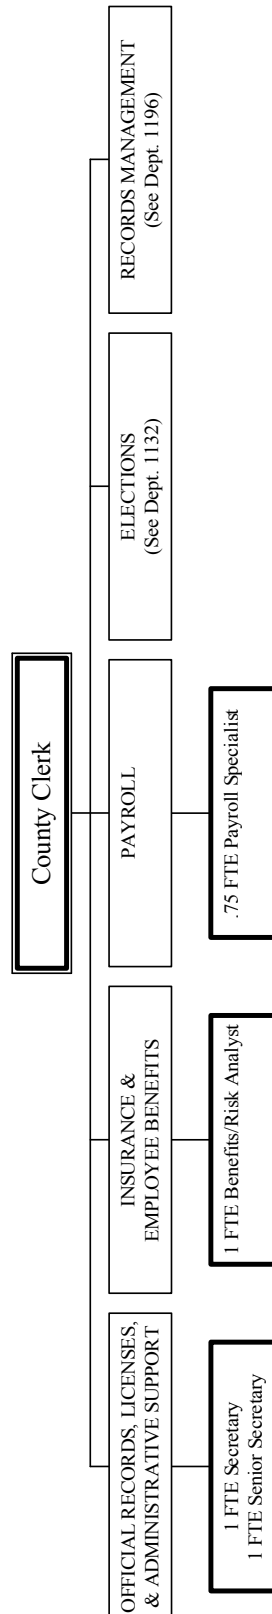 County Clerk
OFFICIAL RECORDS, LICENSES,
& ADMINISTRATIVE SUPPORT
INSURANCE &
EMPLOYEE BENEFITS
PAYROLL
ELECTIONS
(See Dept. 1132)
RECORDS MANAGEMENT
(See Dept. 1196)
1 FTE Secretary
1 FTE Senior Secretary
1 FTE Benefits/Risk Analyst
.75 FTE Payroll Specialist